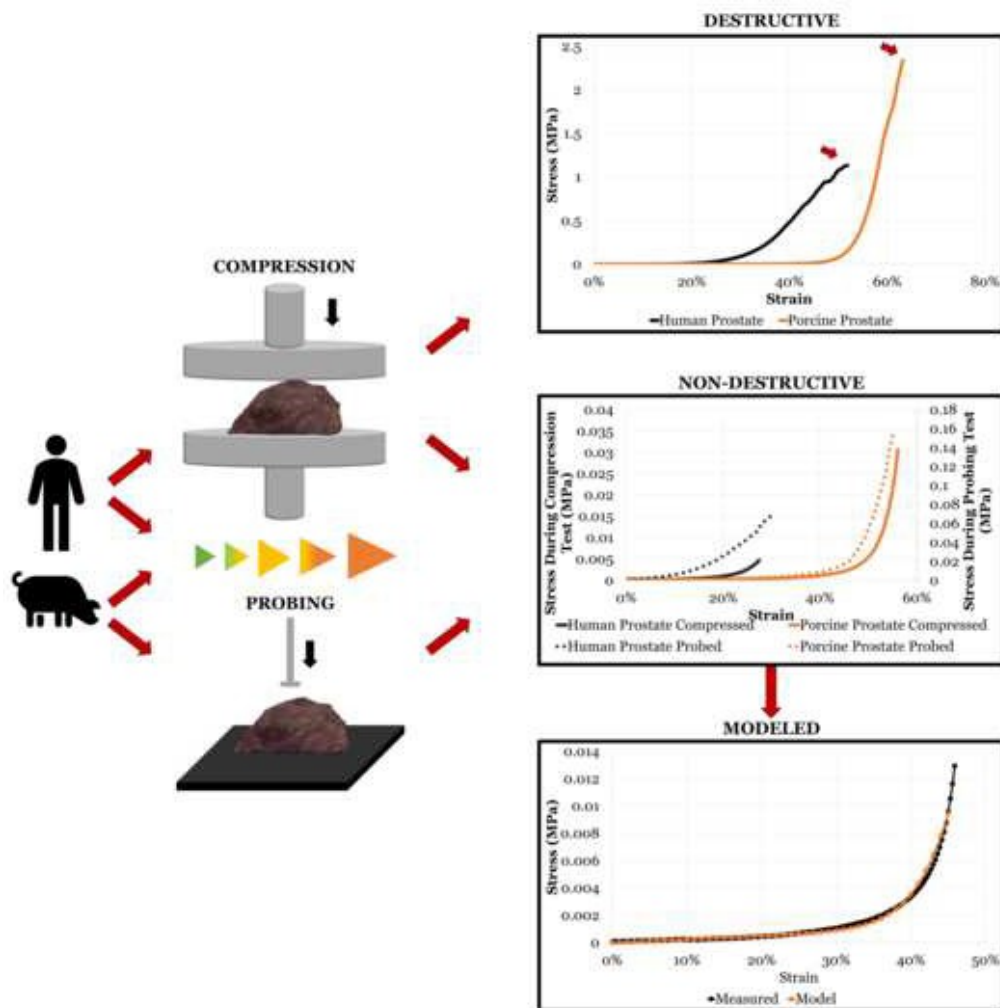 COMPRESSION
PROBING
DESTRUCTIVE
Stress (MPa)
2.5
2
1.5
1
0.5
0
0%
20%
40%
60%
80%
Strain
Human Prostate
Porcine Prostate
NON-DESTRUCTIVE
Stress During Compression
Test (MPa)
0.04
0.035
0.03
0.025
0.02
0.015
0.01
0.005
0
0.18
0.16
0.14
0.12
0.1
0.08
0.06
0.04
0.02
0
Stress During Probing Test
(MPa)
0%
20%
40%
60%
Strain
Human Prostate Compressed
Porcine Prostate Compressed
Human Prostate Probed
Porcine Prostate Probed
MODELED
Stress (MPa)
0.014
0.012
0.01
0.008
0.006
0.004
0.002
0
0%
10%
20%
30%
40%
50%
Strain
Measured
Model